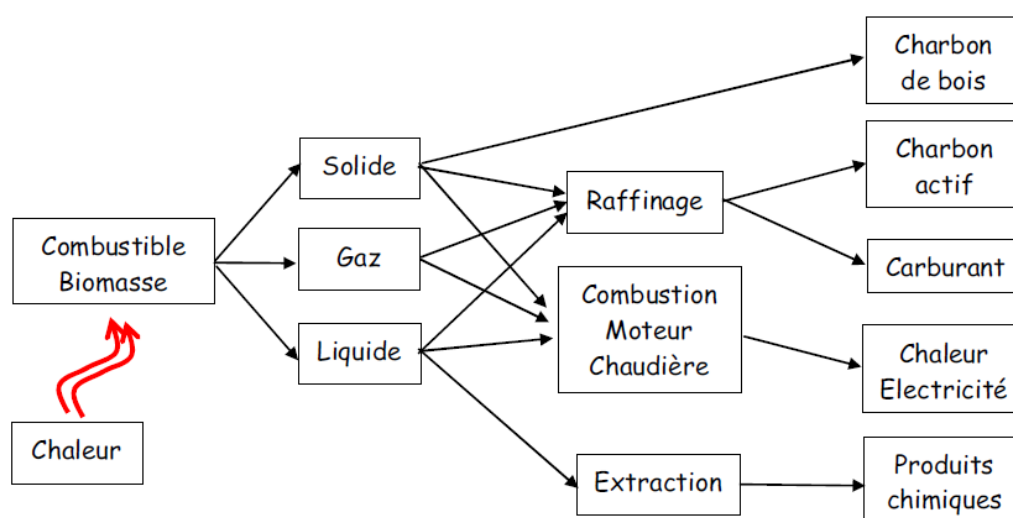 Combustible
Biomasse
Chaleur
Solide
Gaz
Liquide
Raffinage
Combustion
Moteur
Chaudière
Extraction
Charbon
de bois
Charbon
actif
Carburant
Chaleur
Electricité
Produits
chimiques